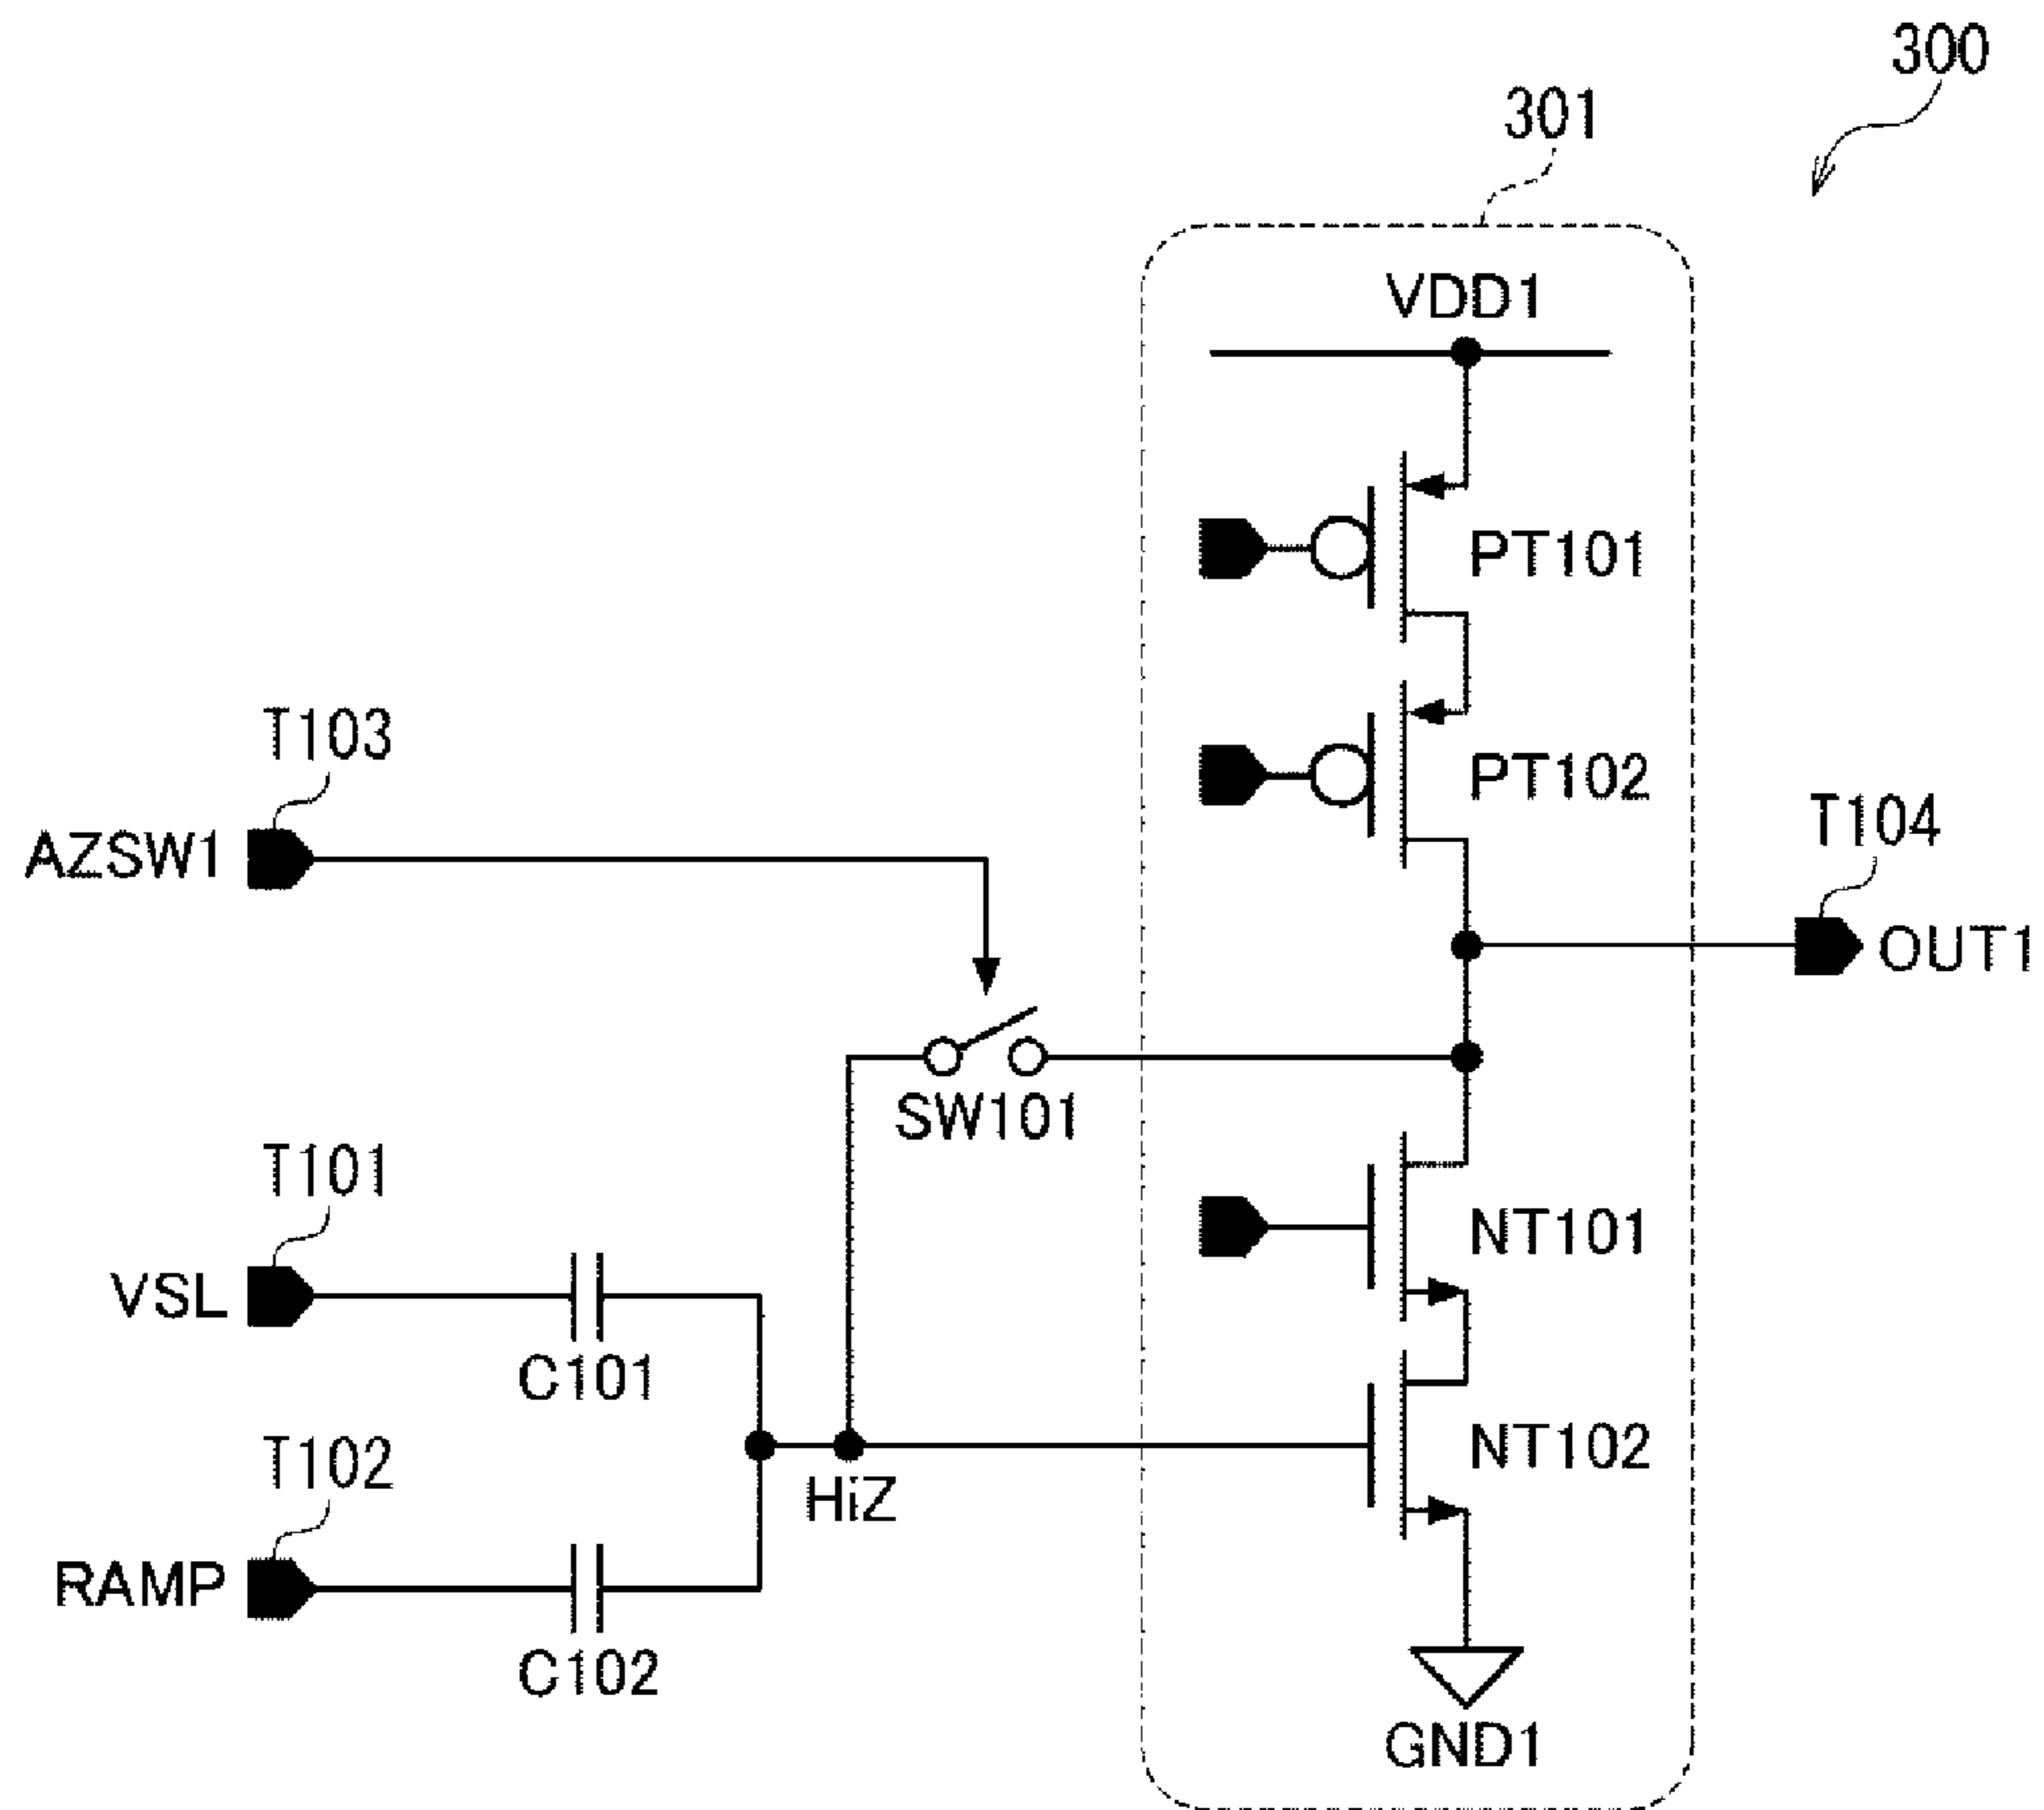 300
301
VDD1
PT101
T103
PT102
T104
AZSW1
OUT1
SW101
T101
NT101
VSL
C101
T102
NT102
HiZ
RAMP
C102
GND1